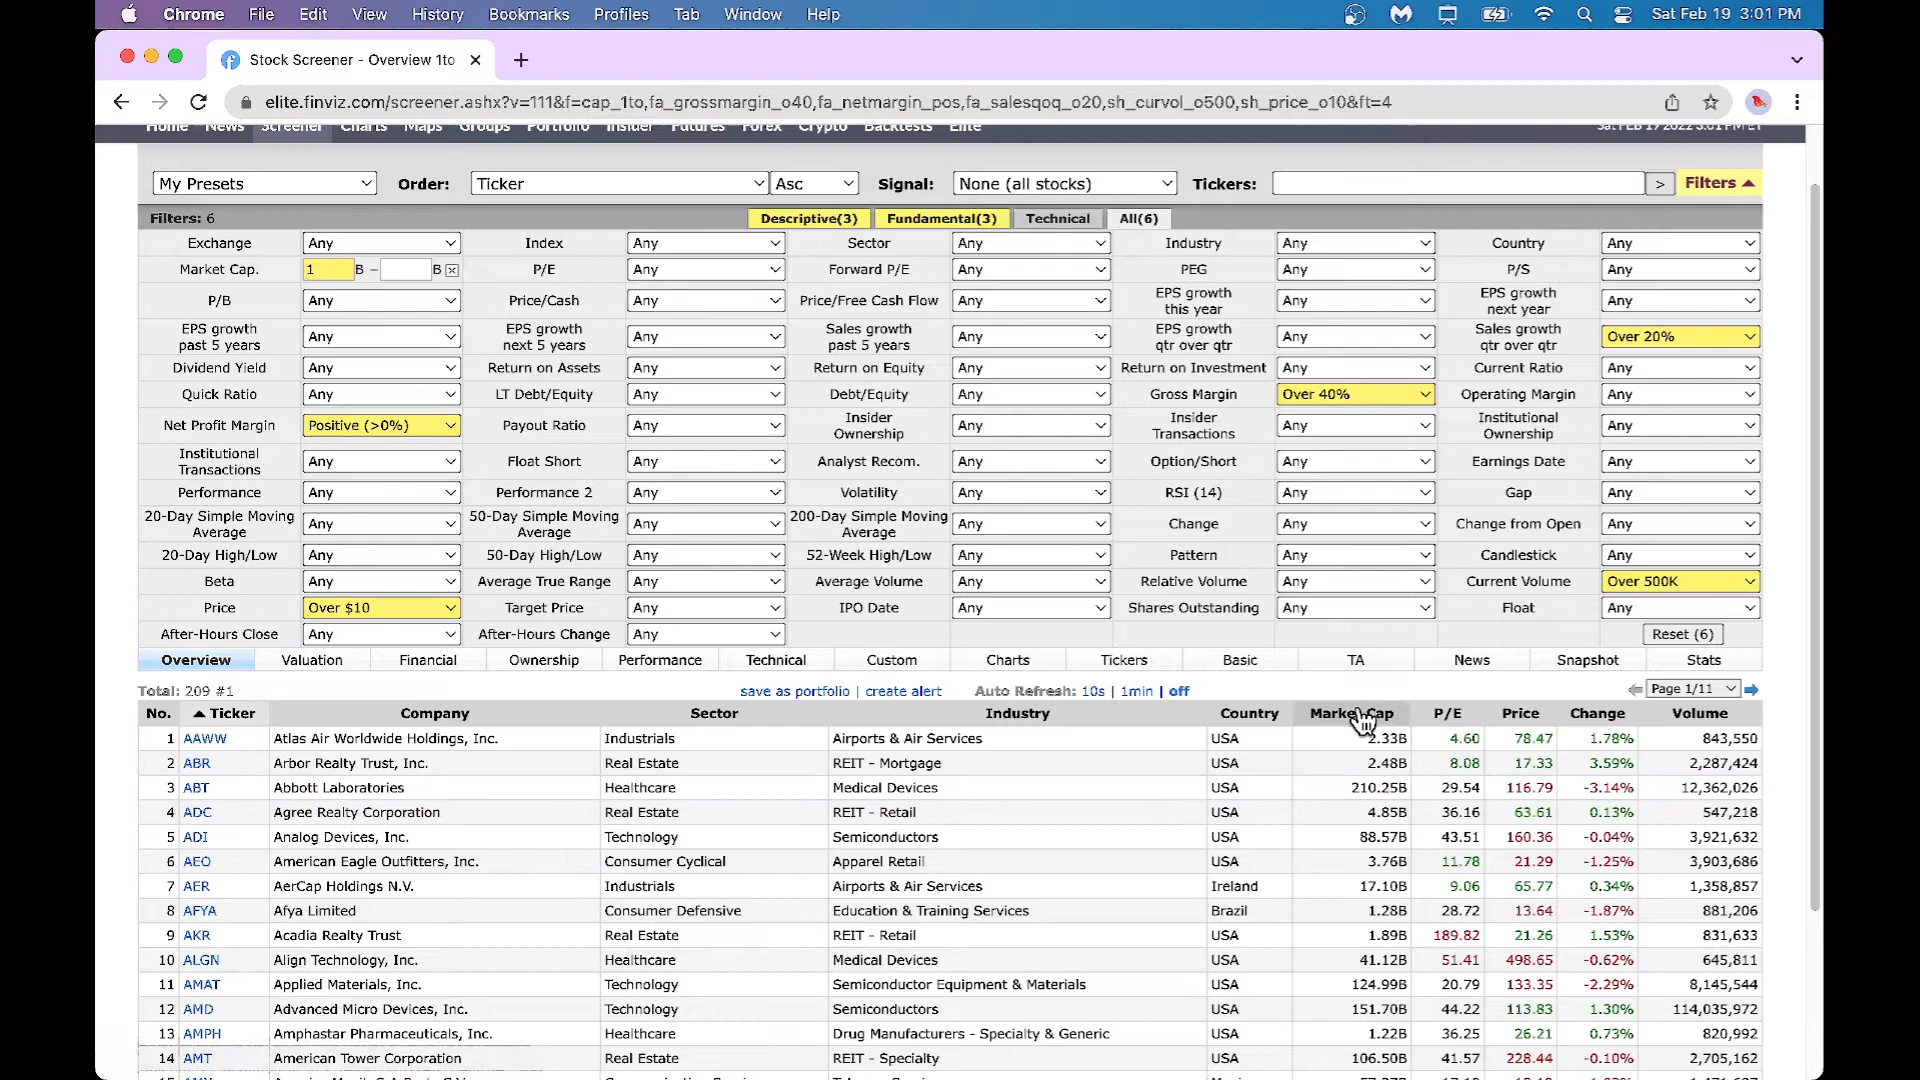 Chrome File Edit View History Bookmarks Profiles Tab Window Help Sat Feb 19 3:01 PM
Stock Screener - Overview 1to
elite.finviz.com/screener.ashx?v=111&f=cap_1to,fa_grossmargin_o40,fa_netmargin_pos,fa_salesqoq_o20,sh_curvol_o500,sh_price_o10&ft=4
Home News Screener Charts Maps Groups Portfolio Insider Futures Forex Crypto Backtests Elite Sat FEB 19 2022 3:01 PM ET
My Presets Order: Ticker Asc Signal: None (all stocks) Tickers: > Filters
Filters: 6 Descriptive(3) Fundamental(3) Technical All(6)
Exchange Any Index Any Sector Any Industry Any Country Any
Market Cap. 1 B – B P/E Any Forward P/E Any PEG Any P/S Any
P/B Any Price/Cash Any Price/Free Cash Flow Any EPS growth this year Any EPS growth next year Any
EPS growth past 5 years Any EPS growth next 5 years Any Sales growth past 5 years Any EPS growth qtr over qtr Any Sales growth qtr over qtr Over 20%
Dividend Yield Any Return on Assets Any Return on Equity Any Return on Investment Any Current Ratio Any
Quick Ratio Any LT Debt/Equity Any Debt/Equity Any Gross Margin Over 40% Operating Margin Any
Net Profit Margin Positive (>0%) Payout Ratio Any Insider Ownership Any Insider Transactions Any Institutional Ownership Any
Institutional Transactions Any Float Short Any Analyst Recom. Any Option/Short Any Earnings Date Any
Performance Any Performance 2 Any Volatility Any RSI (14) Any Gap Any
20-Day Simple Moving Average Any 50-Day Simple Moving Average Any 200-Day Simple Moving Average Any Change Any Change from Open Any
20-Day High/Low Any 50-Day High/Low Any 52-Week High/Low Any Pattern Any Candlestick Any
Beta Any Average True Range Any Average Volume Any Relative Volume Any Current Volume Over 500K
Price Over $10 Target Price Any IPO Date Any Shares Outstanding Any Float Any
After-Hours Close Any After-Hours Change Any Reset (6)
Overview Valuation Financial Ownership Performance Technical Custom Charts Tickers Basic TA News Snapshot Stats
Total: 209 #1 save as portfolio | create alert Auto Refresh: 10s | 1min | off Page 1/11
No. Ticker Company Sector Industry Country Market Cap P/E Price Change Volume
1 AAWW Atlas Air Worldwide Holdings, Inc. Industrials Airports & Air Services USA 2.33B 4.60 78.47 1.78% 843,550
2 ABR Arbor Realty Trust, Inc. Real Estate REIT - Mortgage USA 2.48B 8.08 17.33 3.59% 2,287,424
3 ABT Abbott Laboratories Healthcare Medical Devices USA 210.25B 29.54 116.79 -3.14% 12,362,026
4 ADC Agree Realty Corporation Real Estate REIT - Retail USA 4.85B 36.16 63.61 0.13% 547,218
5 ADI Analog Devices, Inc. Technology Semiconductors USA 88.57B 43.51 160.36 -0.04% 3,921,632
6 AEO American Eagle Outfitters, Inc. Consumer Cyclical Apparel Retail USA 3.76B 11.78 21.29 -1.25% 3,903,686
7 AER AerCap Holdings N.V. Industrials Airports & Air Services Ireland 17.10B 9.06 65.77 0.34% 1,358,857
8 AFYA Afya Limited Consumer Defensive Education & Training Services Brazil 1.28B 28.72 13.64 -1.87% 881,206
9 AKR Acadia Realty Trust Real Estate REIT - Retail USA 1.89B 189.82 21.26 1.53% 831,633
10 ALGN Align Technology, Inc. Healthcare Medical Devices USA 41.12B 51.41 498.65 -0.62% 645,811
11 AMAT Applied Materials, Inc. Technology Semiconductor Equipment & Materials USA 124.99B 20.79 133.35 -2.29% 8,145,544
12 AMD Advanced Micro Devices, Inc. Technology Semiconductors USA 151.70B 44.22 113.83 1.30% 114,035,972
13 AMPH Amphastar Pharmaceuticals, Inc. Healthcare Drug Manufacturers - Specialty & Generic USA 1.22B 36.25 26.21 0.73% 820,992
14 AMT American Tower Corporation Real Estate REIT - Specialty USA 106.50B 41.57 228.44 -0.10% 2,705,162